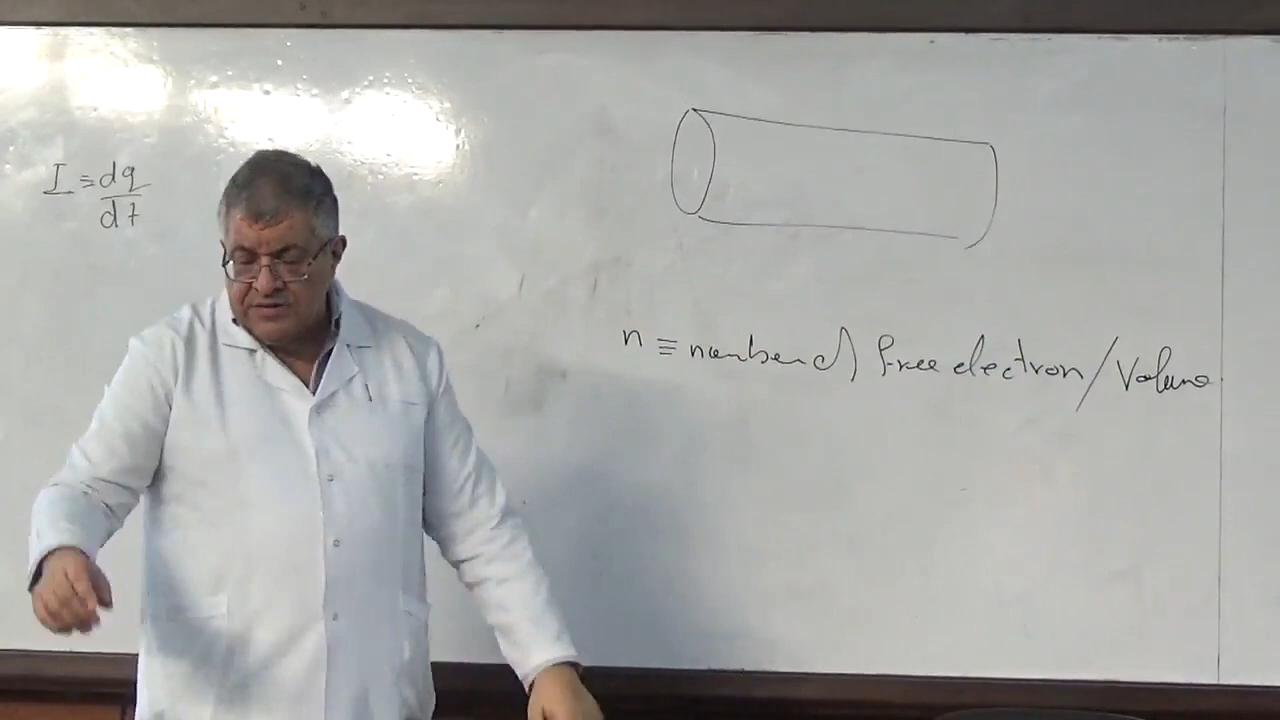 I ≡ dq/dt
n ≡ number of free electron/Volume